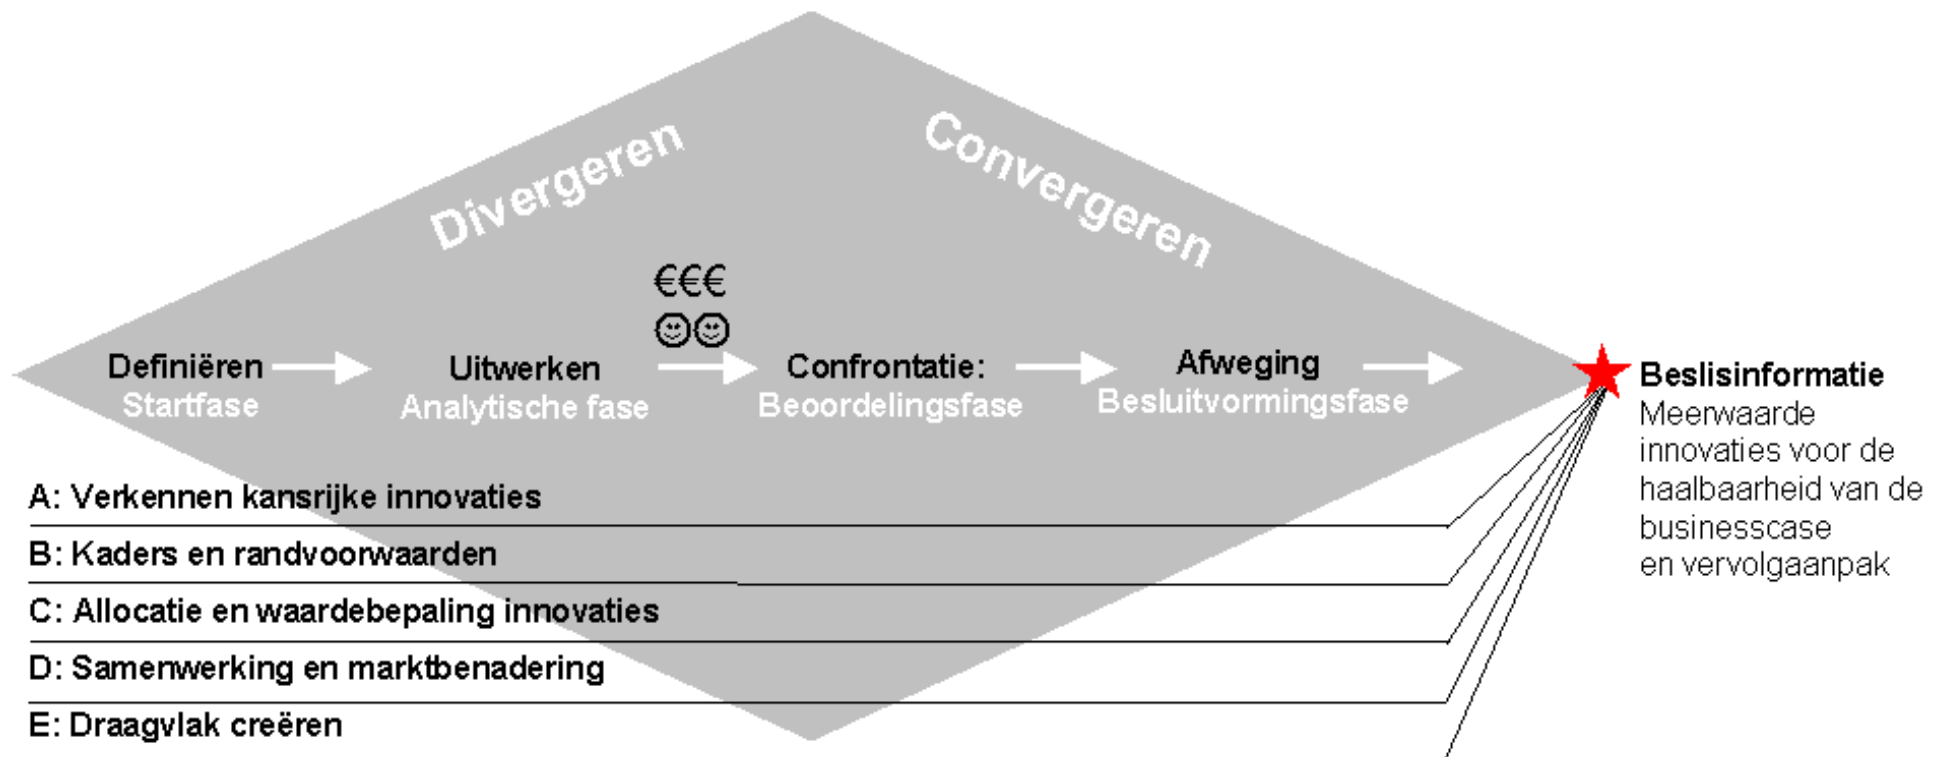 Divergeren
Convergeren
€€€
☺☺
Definiëren
Startfase
Uitwerken
Analytische fase
Confrontatie:
Beoordelingsfase
Afweging
Besluitvormingsfase
Beslisinformatie
Meerwaarde
innovaties voor de
haalbaarheid van de
businesscase
en vervolgaanpak
A: Verkennen kansrijke innovaties
B: Kaders en randvoorwaarden
C: Allocatie en waardebepaling innovaties
D: Samenwerking en marktbenadering
E: Draagvlak creëren